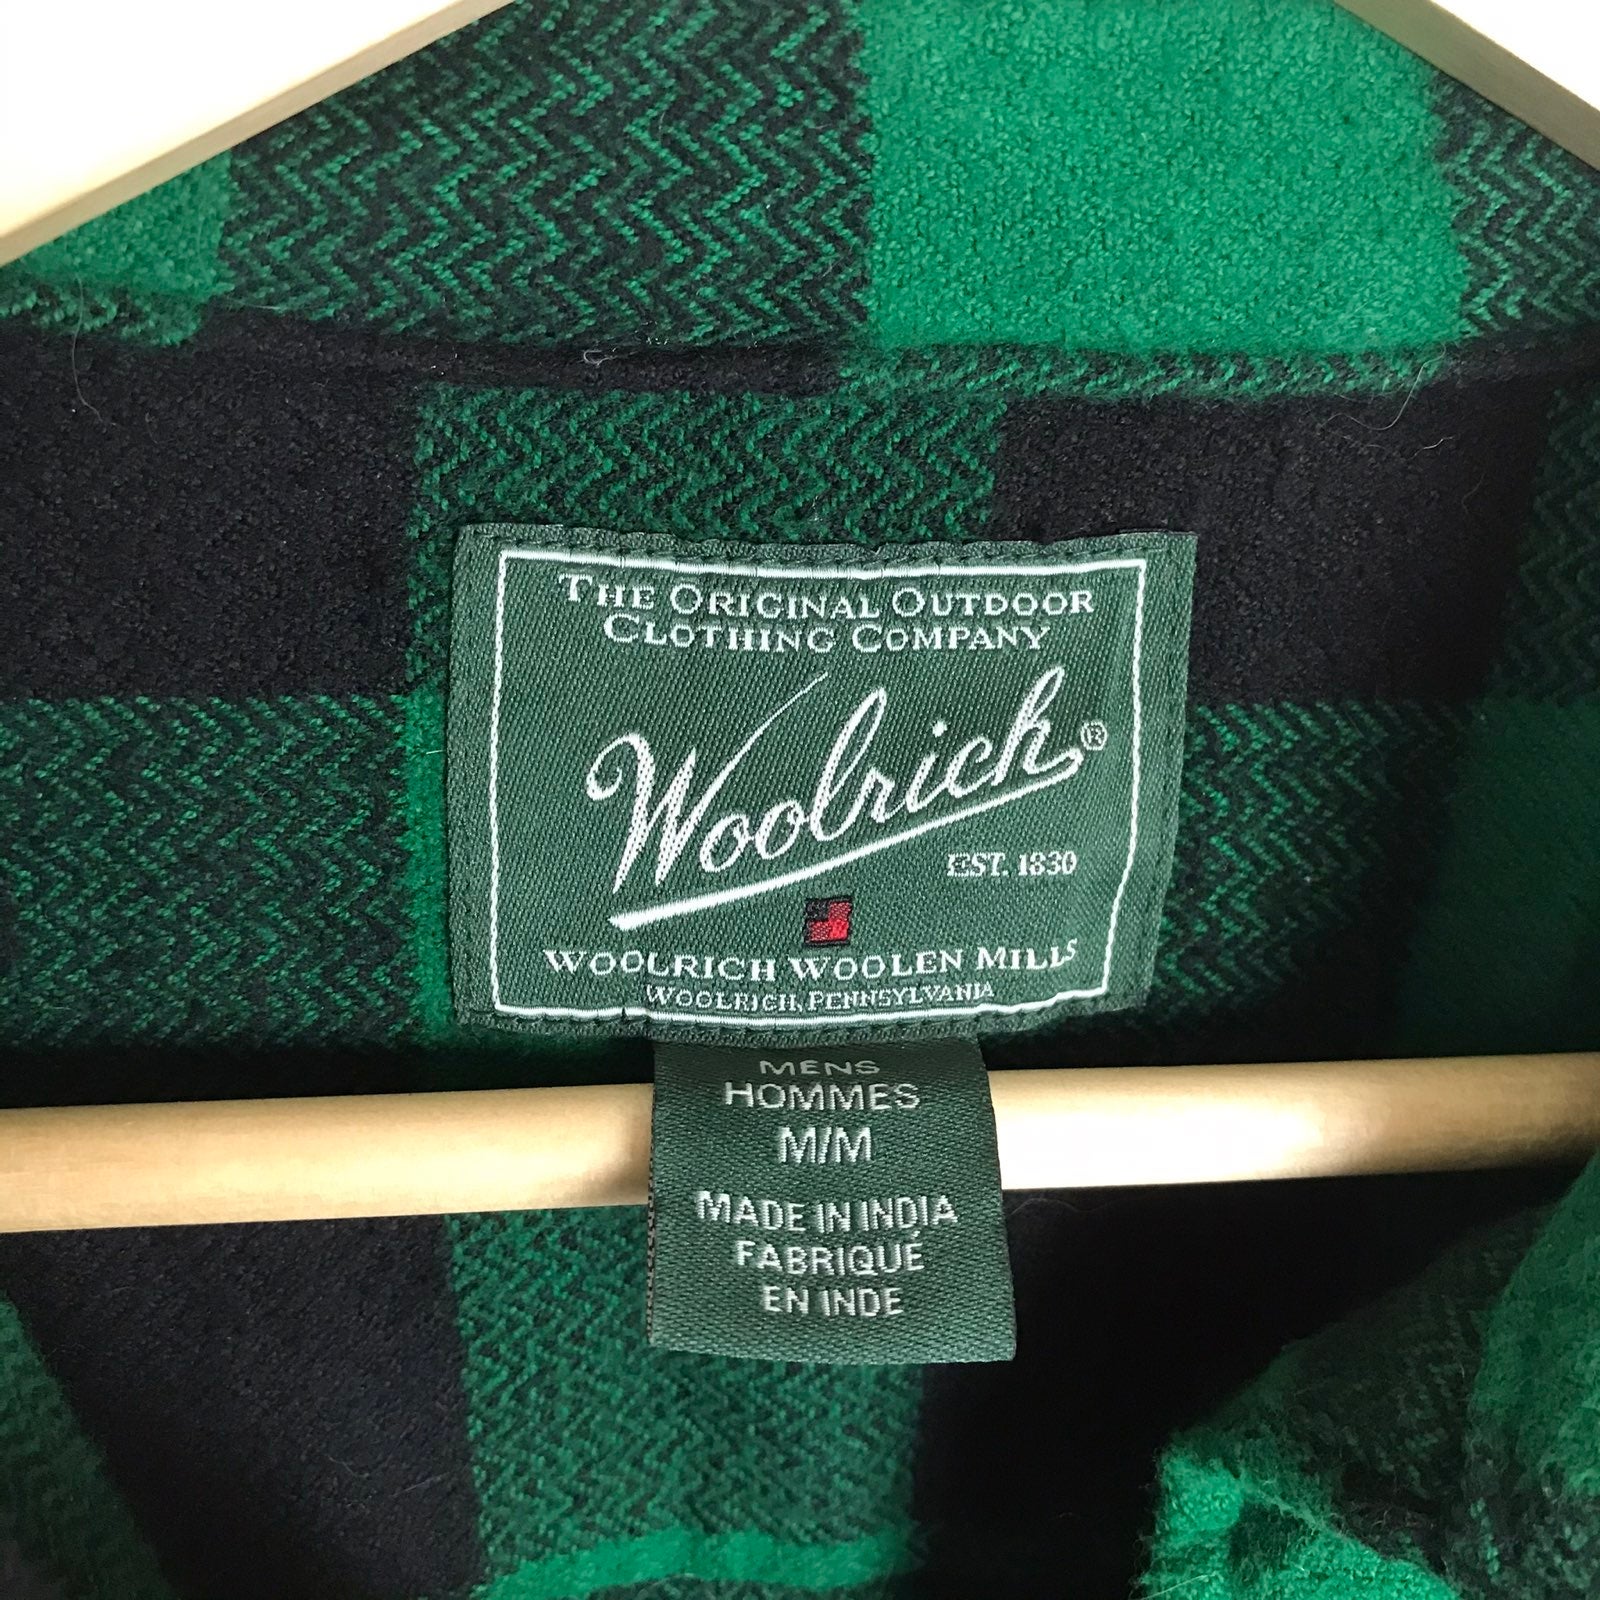 THE ORIGINAL OUTDOOR
CLOTHING COMPANY
Woolrich®
EST. 1830
WOOLRICH WOOLEN MILLS
WOOLRICH, PENNSYLVANIA
MENS
HOMMES
M/M
MADE IN INDIA
FABRIQUÉ
EN INDE